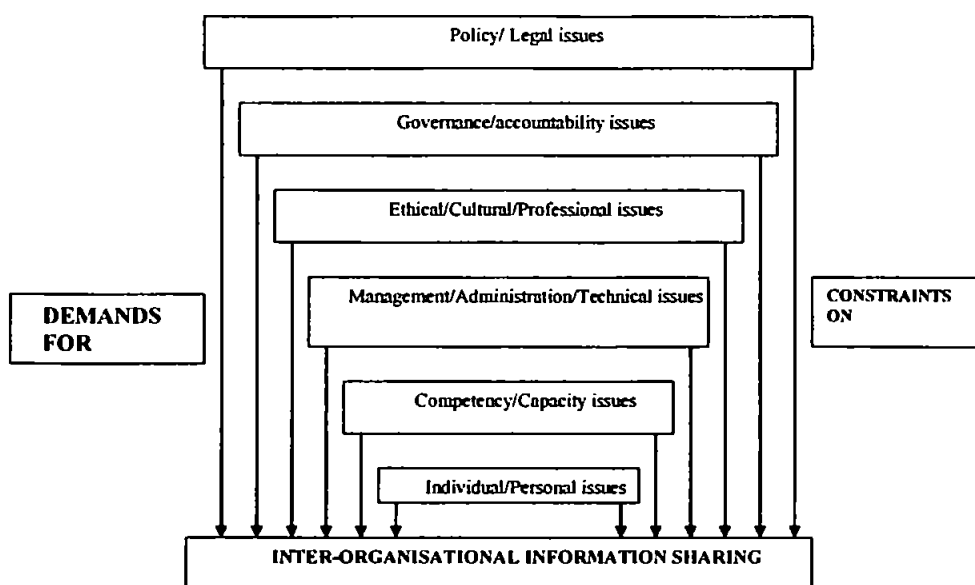 Policy/ Legal issues
Governance/accountability issues
Ethical/Cultural/Professional issues
Management/Administration/Technical issues
DEMANDS
FOR
CONSTRAINTS
ON
Competency/Capacity issues
Individual/Personal issues
INTER-ORGANISATIONAL INFORMATION SHARING